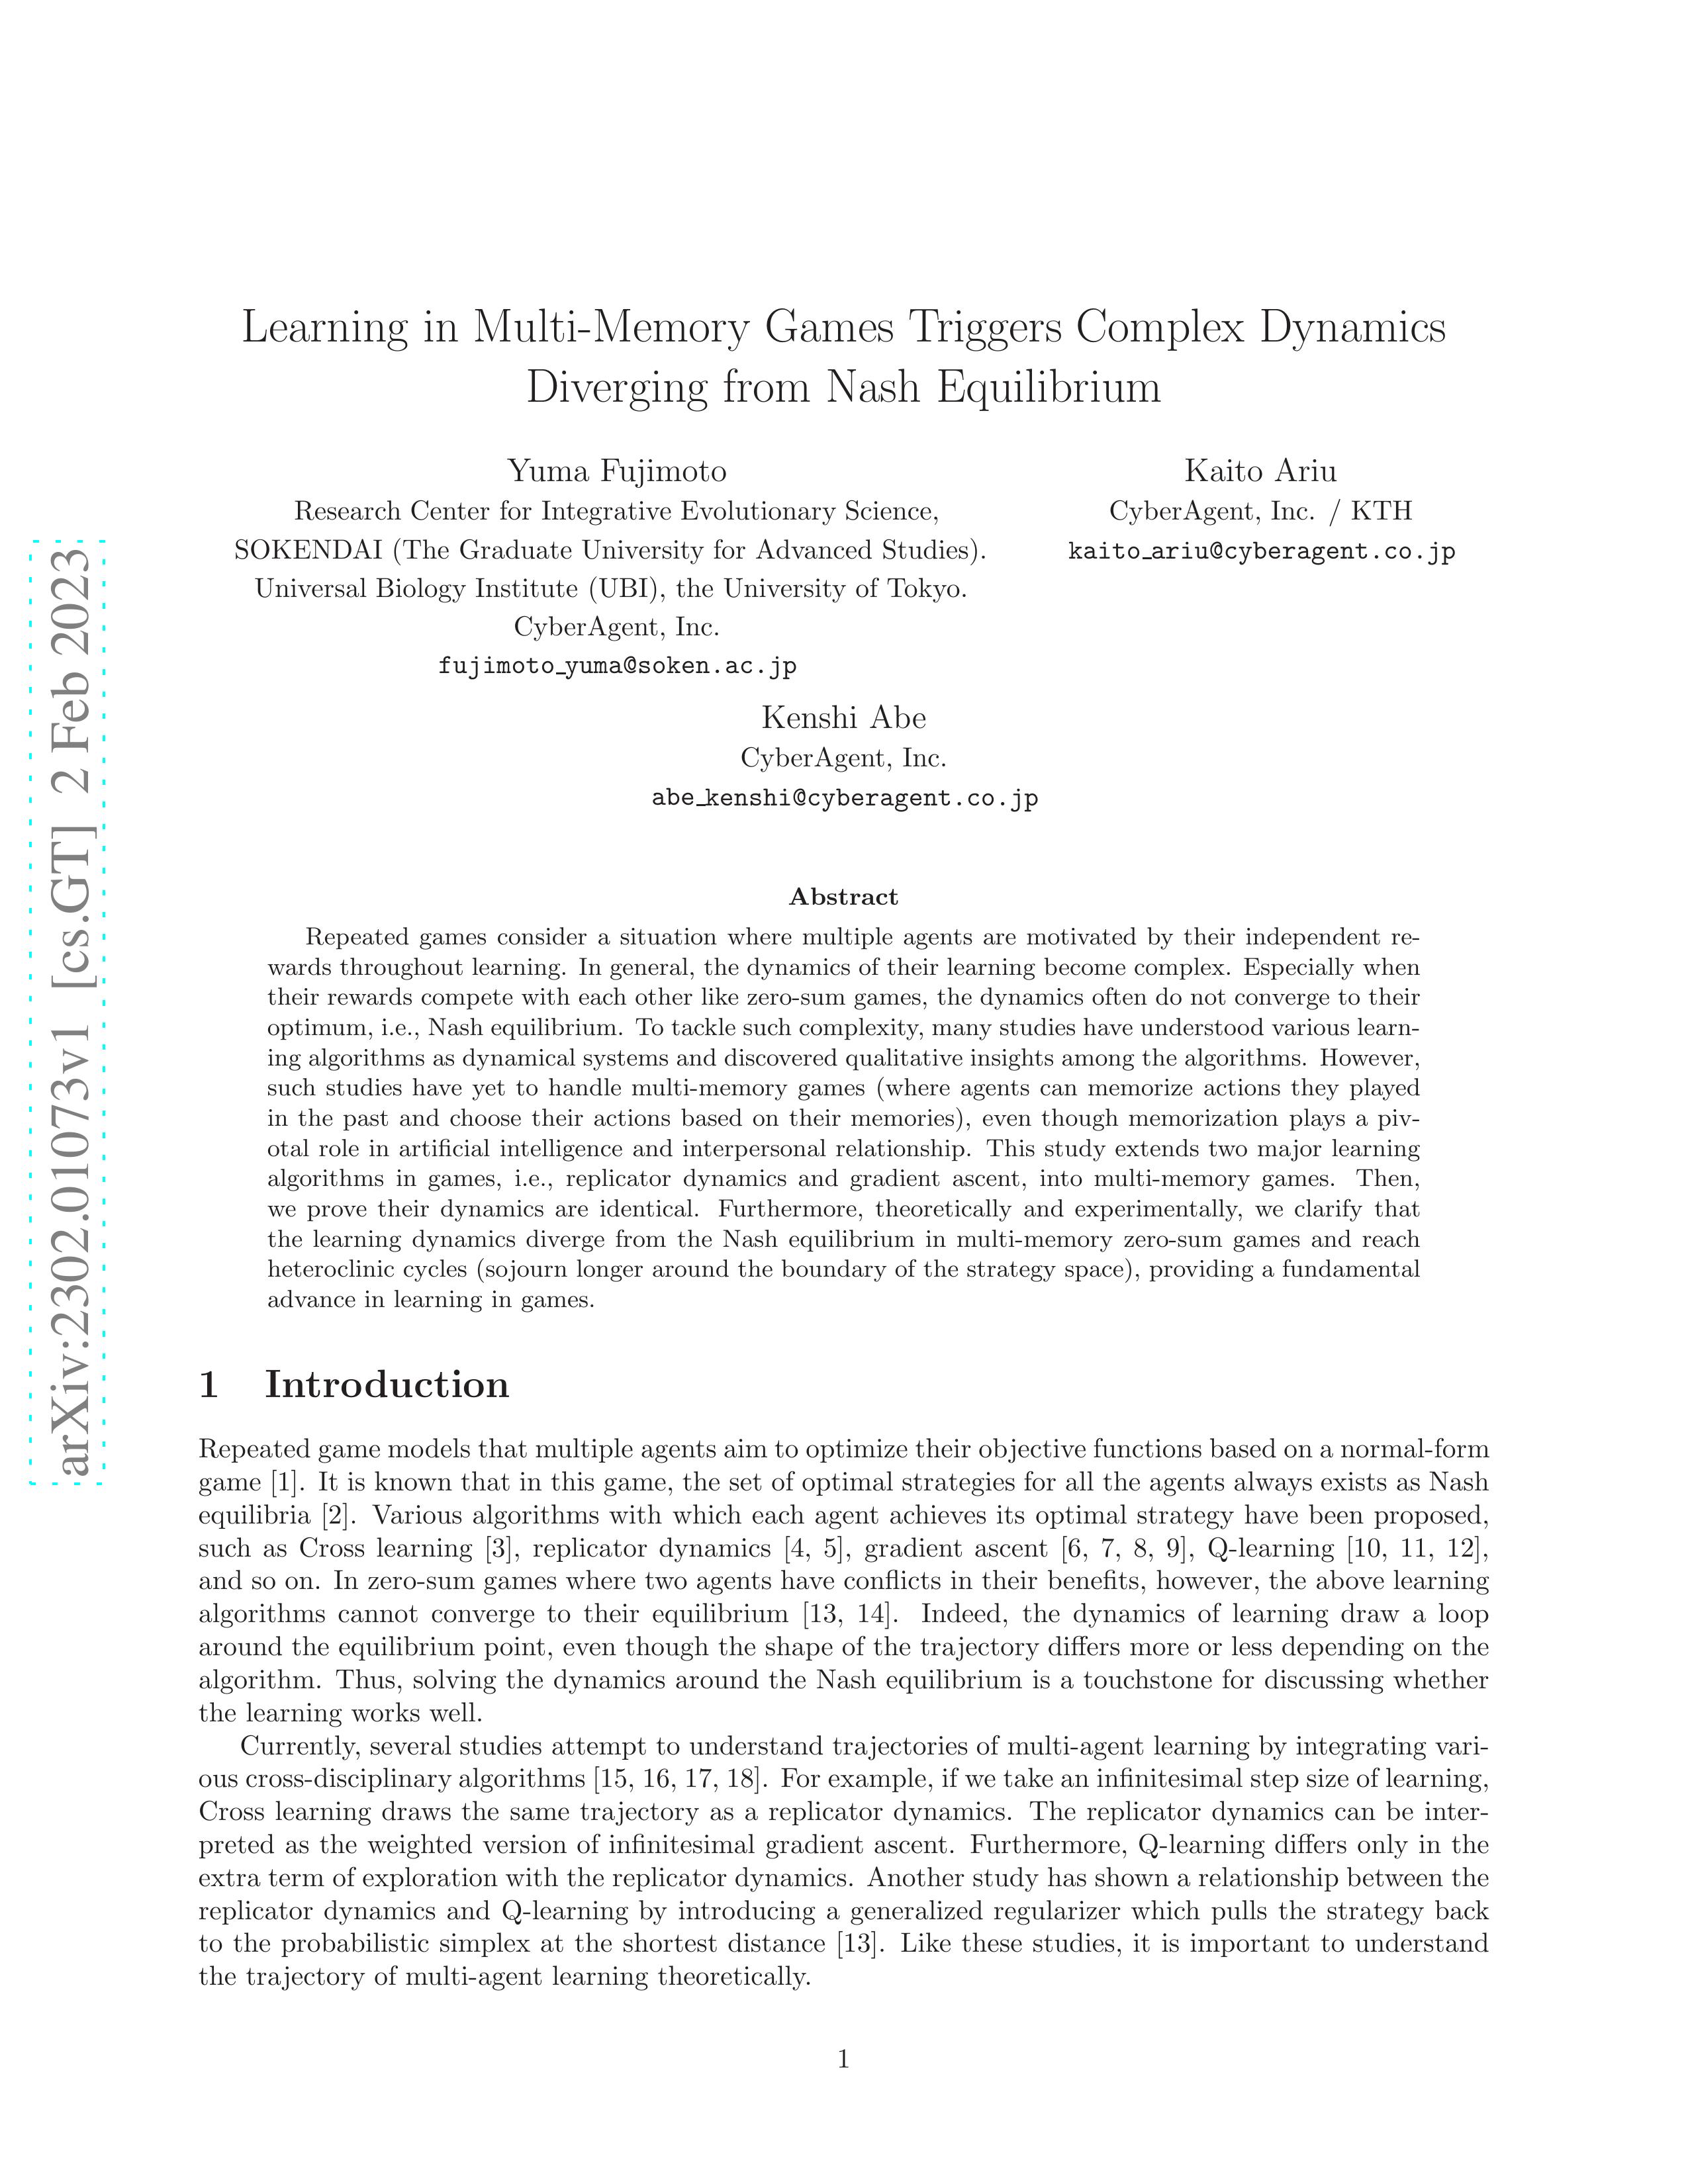 Learning in Multi-Memory Games Triggers Complex Dynamics
Diverging from Nash Equilibrium
Yuma Fujimoto
Research Center for Integrative Evolutionary Science,
SOKENDAI (The Graduate University for Advanced Studies).
Universal Biology Institute (UBI), the University of Tokyo.
CyberAgent, Inc.
fujimoto_yuma@soken.ac.jp
Kaito Ariu
CyberAgent, Inc. / KTH
kaito_ariu@cyberagent.co.jp
Kenshi Abe
CyberAgent, Inc.
abe_kenshi@cyberagent.co.jp
arXiv:2302.01073v1 [cs.GT] 2 Feb 2023
Abstract
Repeated games consider a situation where multiple agents are motivated by their independent re-
wards throughout learning. In general, the dynamics of their learning become complex. Especially when
their rewards compete with each other like zero-sum games, the dynamics often do not converge to their
optimum, i.e., Nash equilibrium. To tackle such complexity, many studies have understood various learn-
ing algorithms as dynamical systems and discovered qualitative insights among the algorithms. However,
such studies have yet to handle multi-memory games (where agents can memorize actions they played
in the past and choose their actions based on their memories), even though memorization plays a piv-
otal role in artificial intelligence and interpersonal relationship. This study extends two major learning
algorithms in games, i.e., replicator dynamics and gradient ascent, into multi-memory games. Then,
we prove their dynamics are identical. Furthermore, theoretically and experimentally, we clarify that
the learning dynamics diverge from the Nash equilibrium in multi-memory zero-sum games and reach
heteroclinic cycles (sojourn longer around the boundary of the strategy space), providing a fundamental
advance in learning in games.
1 Introduction
Repeated game models that multiple agents aim to optimize their objective functions based on a normal-form
game [1]. It is known that in this game, the set of optimal strategies for all the agents always exists as Nash
equilibria [2]. Various algorithms with which each agent achieves its optimal strategy have been proposed,
such as Cross learning [3], replicator dynamics [4, 5], gradient ascent [6, 7, 8, 9], Q-learning [10, 11, 12],
and so on. In zero-sum games where two agents have conflicts in their benefits, however, the above learning
algorithms cannot converge to their equilibrium [13, 14]. Indeed, the dynamics of learning draw a loop
around the equilibrium point, even though the shape of the trajectory differs more or less depending on the
algorithm. Thus, solving the dynamics around the Nash equilibrium is a touchstone for discussing whether
the learning works well.
Currently, several studies attempt to understand trajectories of multi-agent learning by integrating vari-
ous cross-disciplinary algorithms [15, 16, 17, 18]. For example, if we take an infinitesimal step size of learning,
Cross learning draws the same trajectory as a replicator dynamics. The replicator dynamics can be inter-
preted as the weighted version of infinitesimal gradient ascent. Furthermore, Q-learning differs only in the
extra term of exploration with the replicator dynamics. Another study has shown a relationship between the
replicator dynamics and Q-learning by introducing a generalized regularizer which pulls the strategy back
to the probabilistic simplex at the shortest distance [13]. Like these studies, it is important to understand
the trajectory of multi-agent learning theoretically.
1